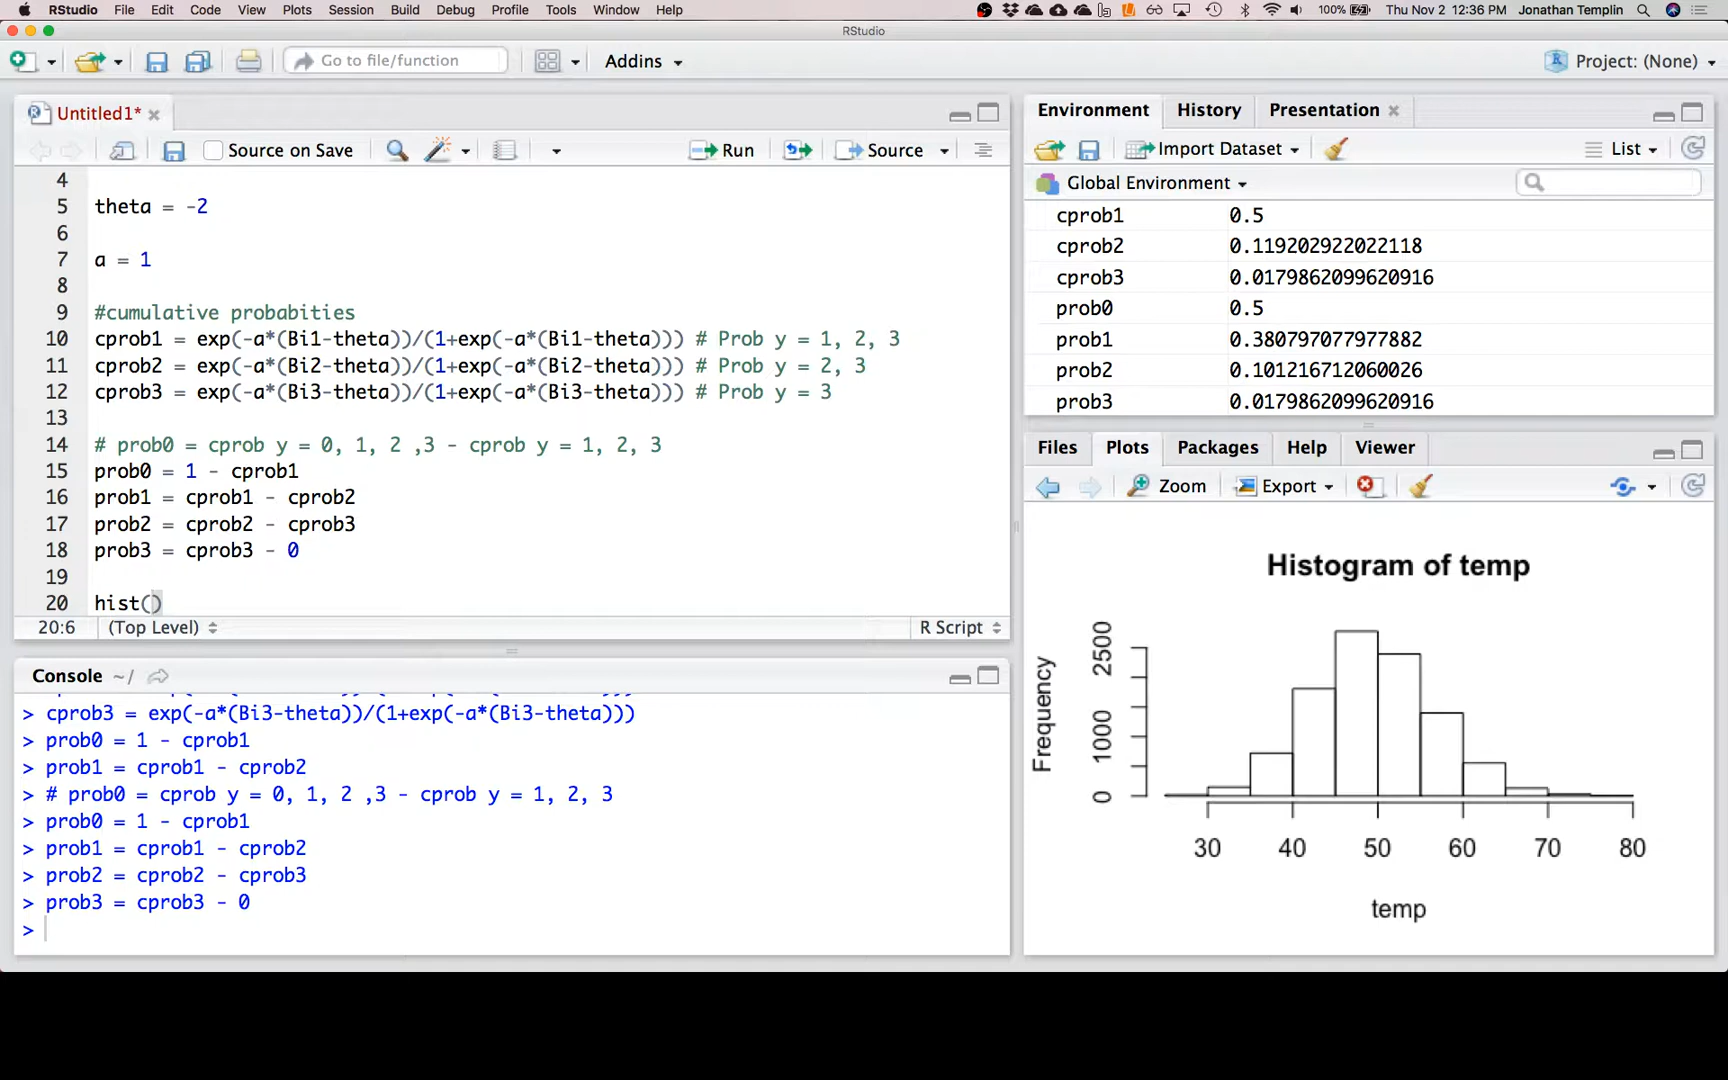 RStudio File Edit Code View Plots Session Build Debug Profile Tools Window Help 100% Thu Nov 2 12:36 PM Jonathan Templin
RStudio
Go to file/function Addins Project: (None)
Untitled1*
Source on Save Run Source
4
5 theta = -2
6
7 a = 1
8
9 #cumulative probabities
10 cprob1 = exp(-a*(Bi1-theta))/(1+exp(-a*(Bi1-theta))) # Prob y = 1, 2, 3
11 cprob2 = exp(-a*(Bi2-theta))/(1+exp(-a*(Bi2-theta))) # Prob y = 2, 3
12 cprob3 = exp(-a*(Bi3-theta))/(1+exp(-a*(Bi3-theta))) # Prob y = 3
13
14 # prob0 = cprob y = 0, 1, 2 ,3 - cprob y = 1, 2, 3
15 prob0 = 1 - cprob1
16 prob1 = cprob1 - cprob2
17 prob2 = cprob2 - cprob3
18 prob3 = cprob3 - 0
19
20 hist()
20:6 (Top Level) R Script
Console ~/
> cprob3 = exp(-a*(Bi3-theta))/(1+exp(-a*(Bi3-theta)))
> prob0 = 1 - cprob1
> prob1 = cprob1 - cprob2
> # prob0 = cprob y = 0, 1, 2 ,3 - cprob y = 1, 2, 3
> prob0 = 1 - cprob1
> prob1 = cprob1 - cprob2
> prob2 = cprob2 - cprob3
> prob3 = cprob3 - 0
>
Environment History Presentation
Import Dataset List
Global Environment
cprob1 0.5
cprob2 0.119202922022118
cprob3 0.0179862099620916
prob0 0.5
prob1 0.380797077977882
prob2 0.101216712060026
prob3 0.0179862099620916
Files Plots Packages Help Viewer
Zoom Export
Histogram of temp
Frequency
2500
1000
0
30 40 50 60 70 80
temp